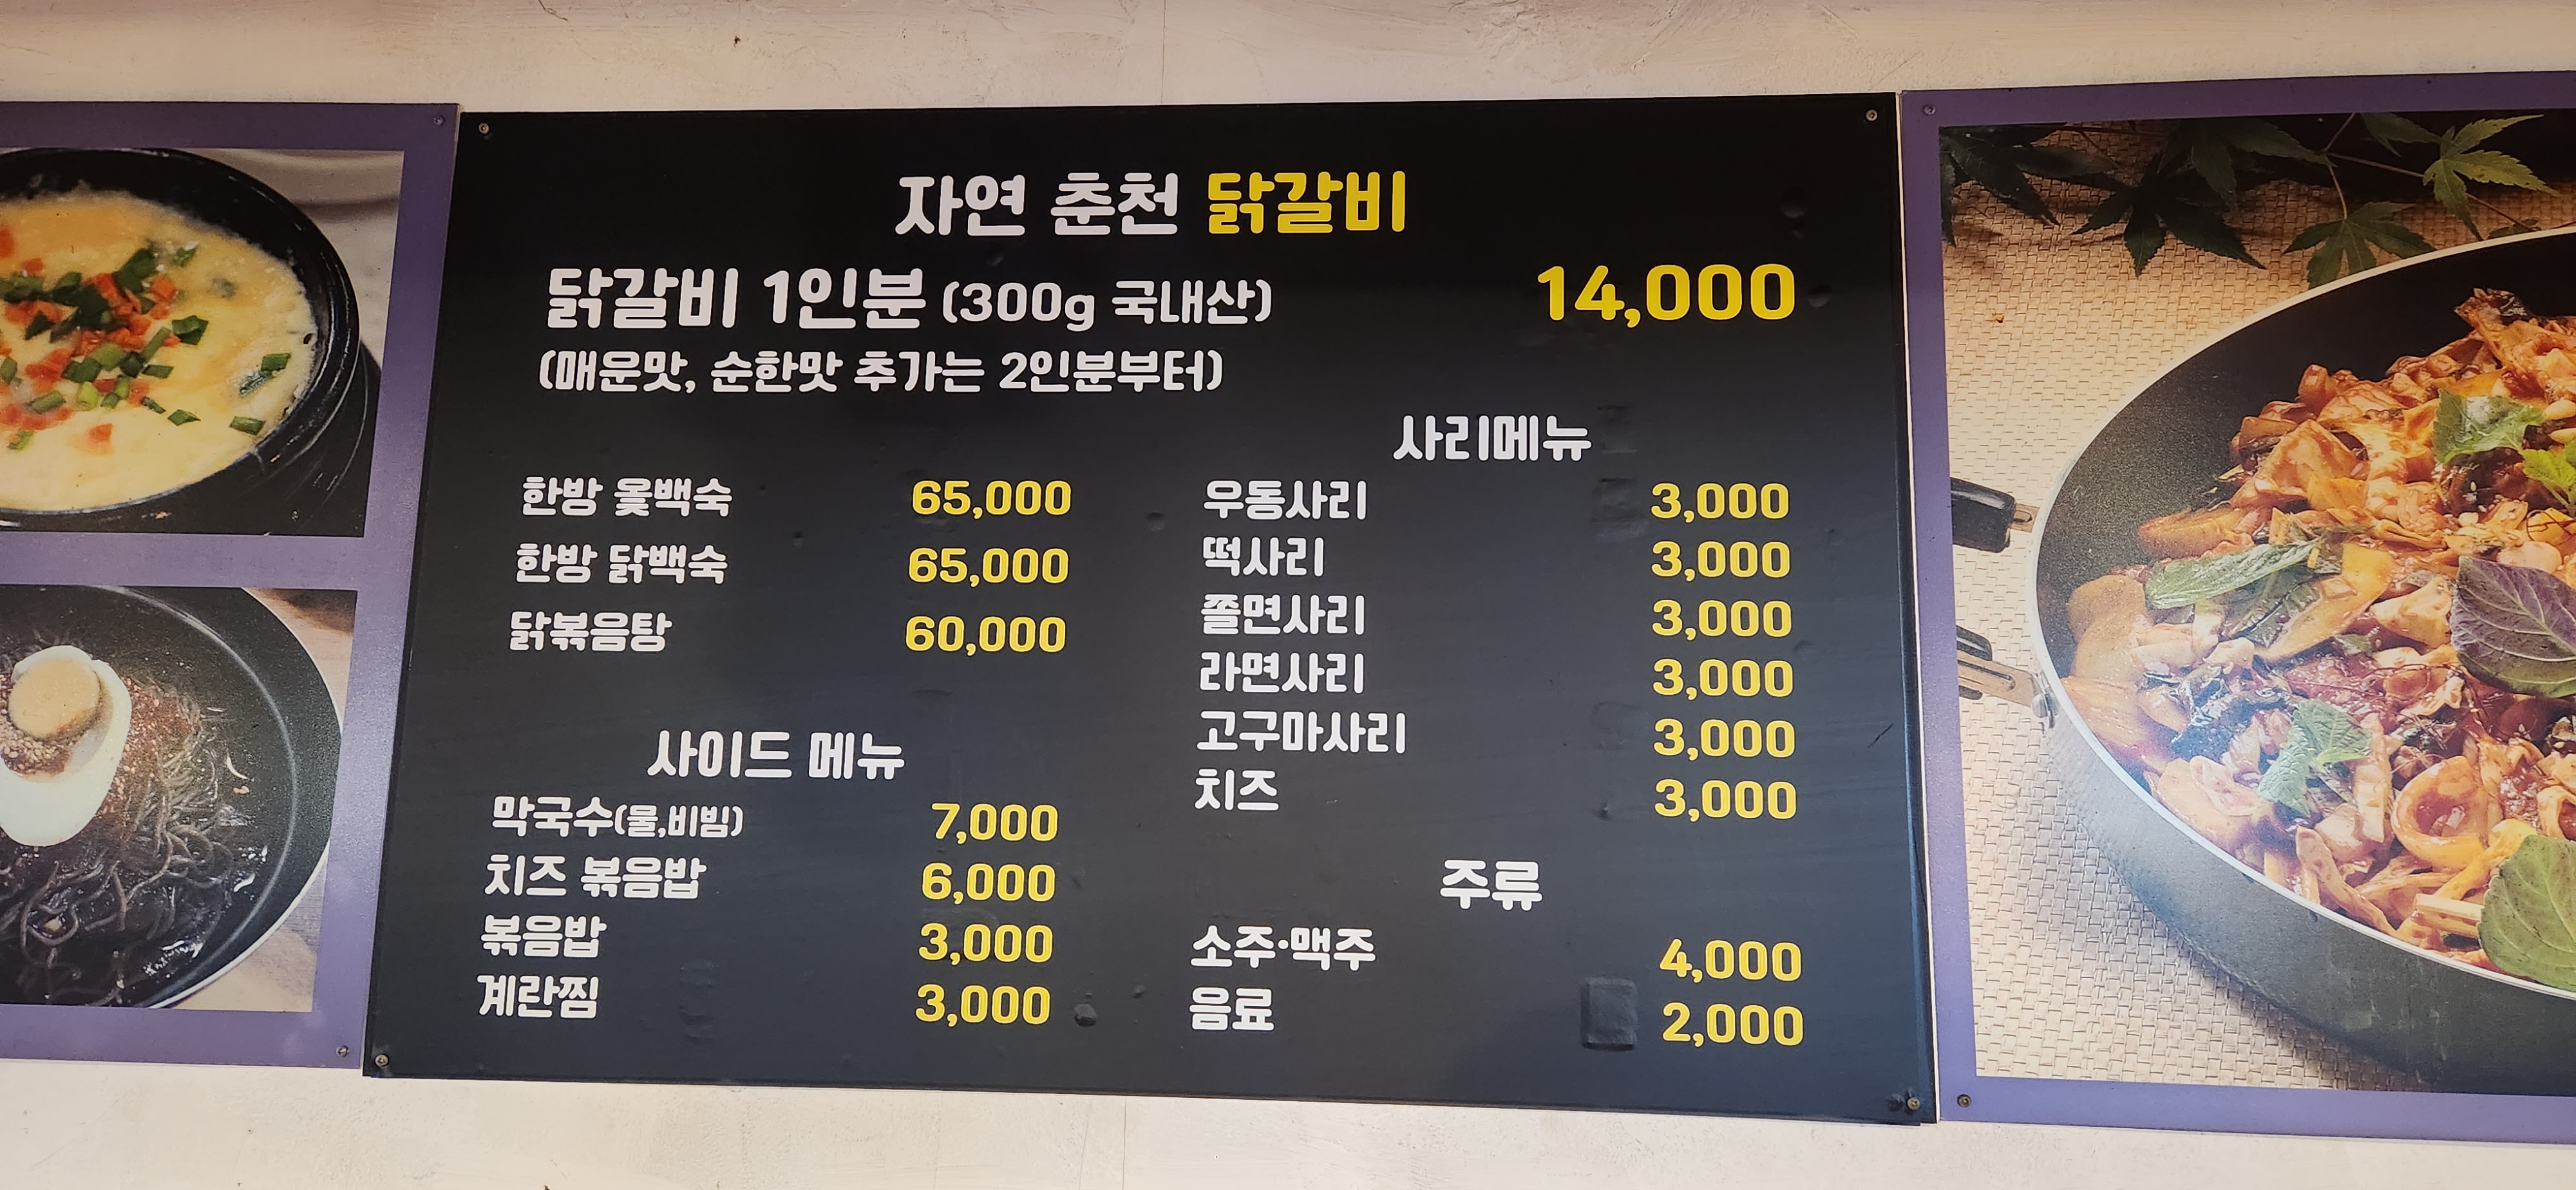 자연 춘천 닭갈비
닭갈비 1인분 (300g 국내산) 14,000
(매운맛, 순한맛 추가는 2인분부터)
한방 옻백숙 65,000
한방 닭백숙 65,000
닭볶음탕 60,000
사이드 메뉴
막국수(물,비빔) 7,000
치즈 볶음밥 6,000
볶음밥 3,000
계란찜 3,000
사리메뉴
우동사리 3,000
떡사리 3,000
쫄면사리 3,000
라면사리 3,000
고구마사리 3,000
치즈 3,000
주류
소주·맥주 4,000
음료 2,000